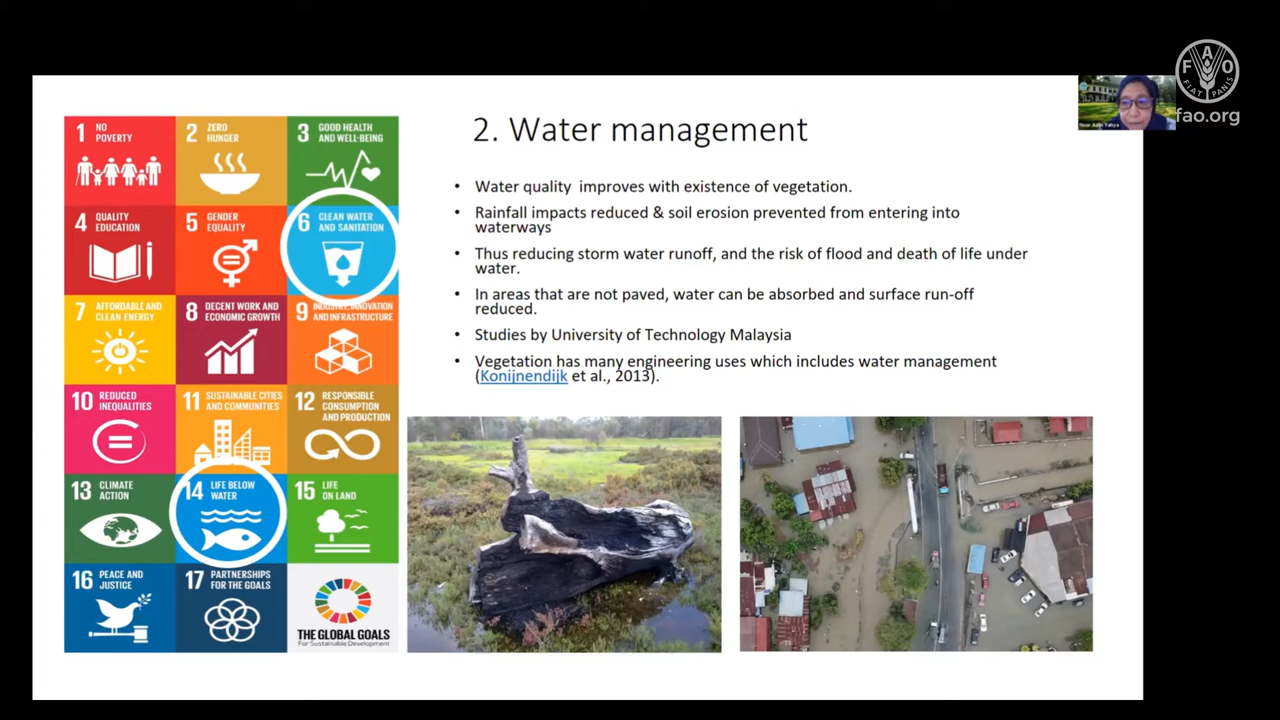 1 NO POVERTY
2 ZERO HUNGER
3 GOOD HEALTH AND WELL-BEING
4 QUALITY EDUCATION
5 GENDER EQUALITY
6 CLEAN WATER AND SANITATION
7 AFFORDABLE AND CLEAN ENERGY
8 DECENT WORK AND ECONOMIC GROWTH
9 INDUSTRY, INNOVATION AND INFRASTRUCTURE
10 REDUCED INEQUALITIES
11 SUSTAINABLE CITIES AND COMMUNITIES
12 RESPONSIBLE CONSUMPTION AND PRODUCTION
13 CLIMATE ACTION
14 LIFE BELOW WATER
15 LIFE ON LAND
16 PEACE AND JUSTICE
17 PARTNERSHIPS FOR THE GOALS
THE GLOBAL GOALS
For Sustainable Development
2. Water management
• Water quality improves with existence of vegetation.
• Rainfall impacts reduced & soil erosion prevented from entering into
waterways
• Thus reducing storm water runoff, and the risk of flood and death of life under
water.
• In areas that are not paved, water can be absorbed and surface run-off
reduced.
• Studies by University of Technology Malaysia
• Vegetation has many engineering uses which includes water management
(Konijnendijk et al., 2013).
Noor Azlin Yahya
F A O
FIAT PANIS
fao.org